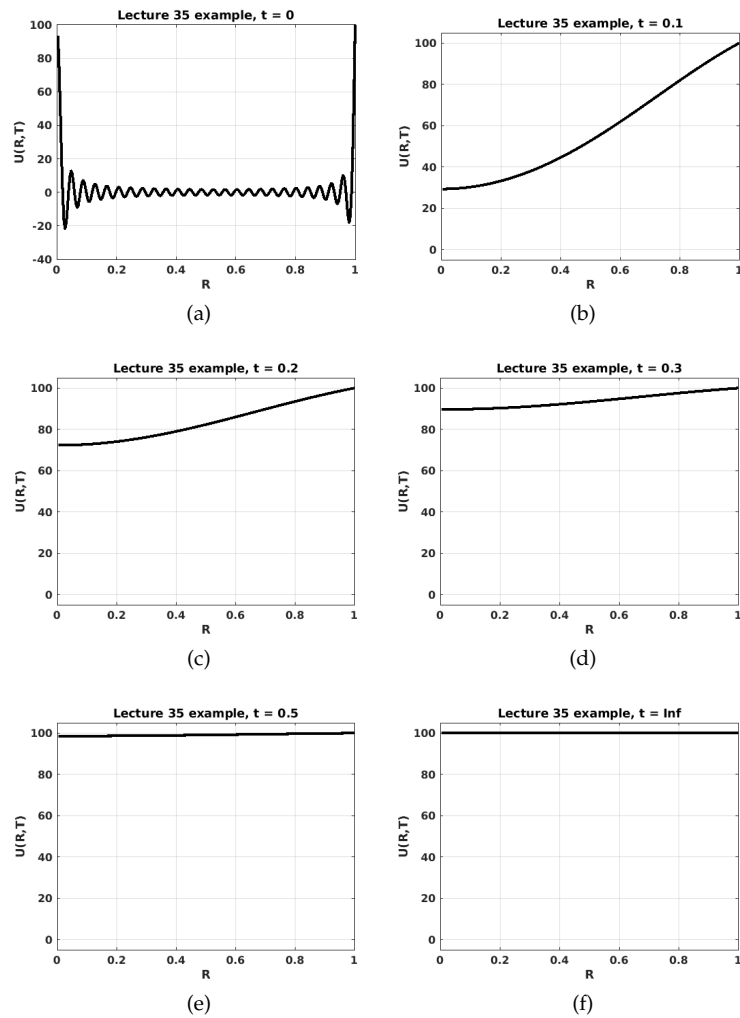 Lecture 35 example, t = 0
100
80
60
40
20
0
-20
-40
U(R,T)
0 0.2 0.4 0.6 0.8 1
R
(a)
Lecture 35 example, t = 0.1
100
80
60
40
20
0
U(R,T)
0 0.2 0.4 0.6 0.8 1
R
(b)
Lecture 35 example, t = 0.2
100
80
60
40
20
0
U(R,T)
0 0.2 0.4 0.6 0.8 1
R
(c)
Lecture 35 example, t = 0.3
100
80
60
40
20
0
U(R,T)
0 0.2 0.4 0.6 0.8 1
R
(d)
Lecture 35 example, t = 0.5
100
80
60
40
20
0
U(R,T)
0 0.2 0.4 0.6 0.8 1
R
(e)
Lecture 35 example, t = Inf
100
80
60
40
20
0
U(R,T)
0 0.2 0.4 0.6 0.8 1
R
(f)